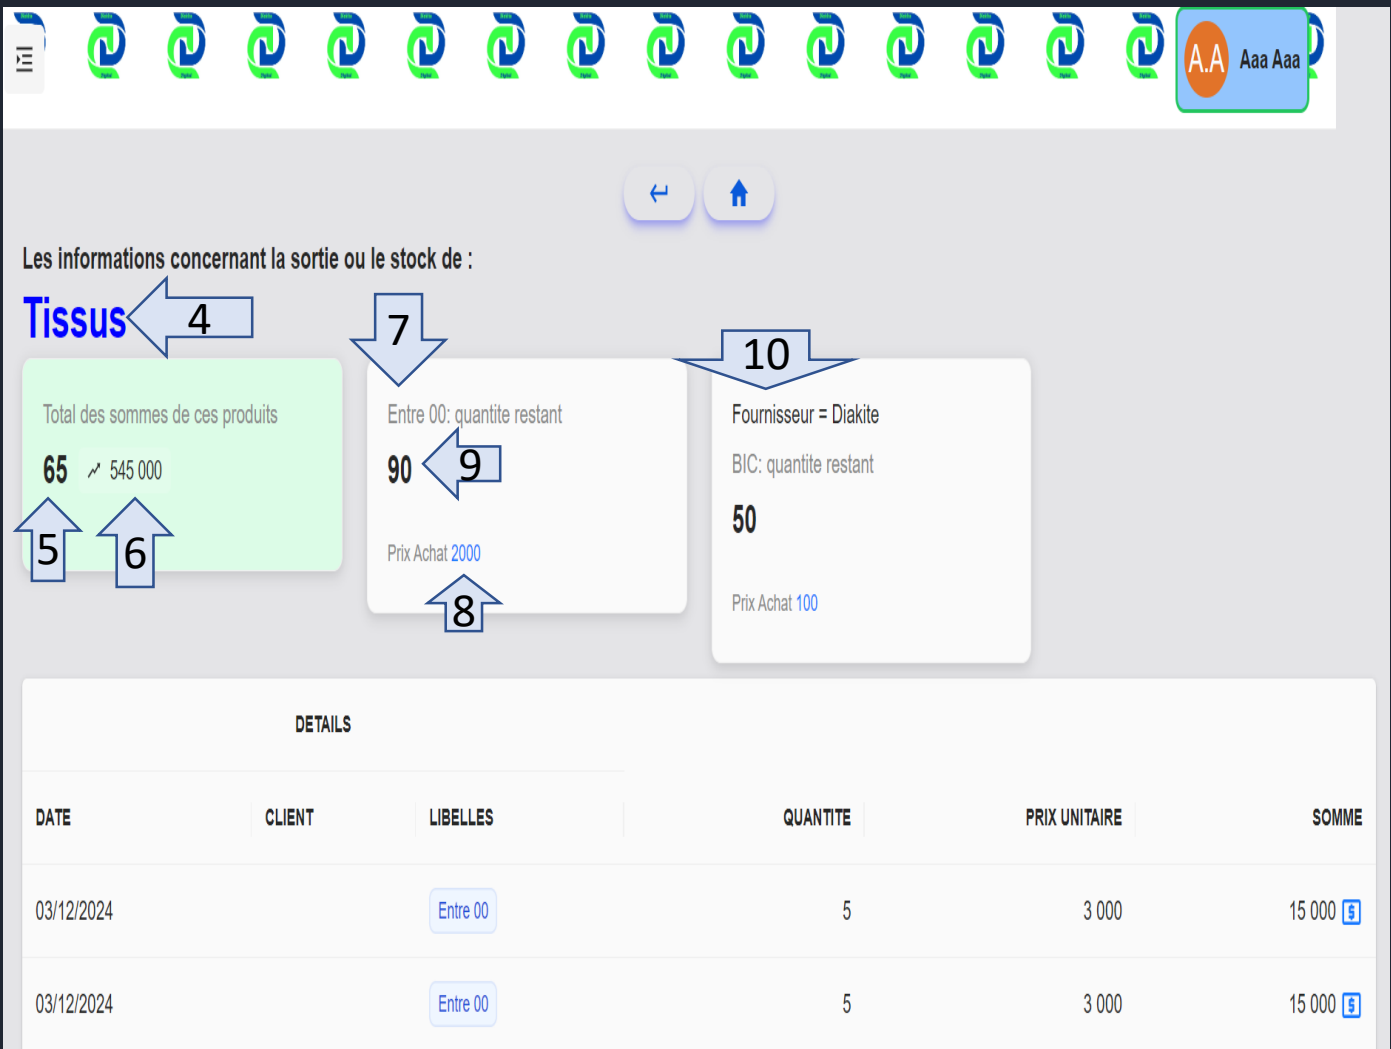 A.A Aaa Aaa
Les informations concernant la sortie ou le stock de :
Tissus
4
7
10
Total des sommes de ces produits
65 545 000
5
6
Entre 00: quantite restant
90
9
Prix Achat 2000
8
Fournisseur = Diakite
BIC: quantite restant
50
Prix Achat 100
DETAILS
DATE CLIENT LIBELLES QUANTITE PRIX UNITAIRE SOMME
03/12/2024 Entre 00 5 3 000 15 000
03/12/2024 Entre 00 5 3 000 15 000